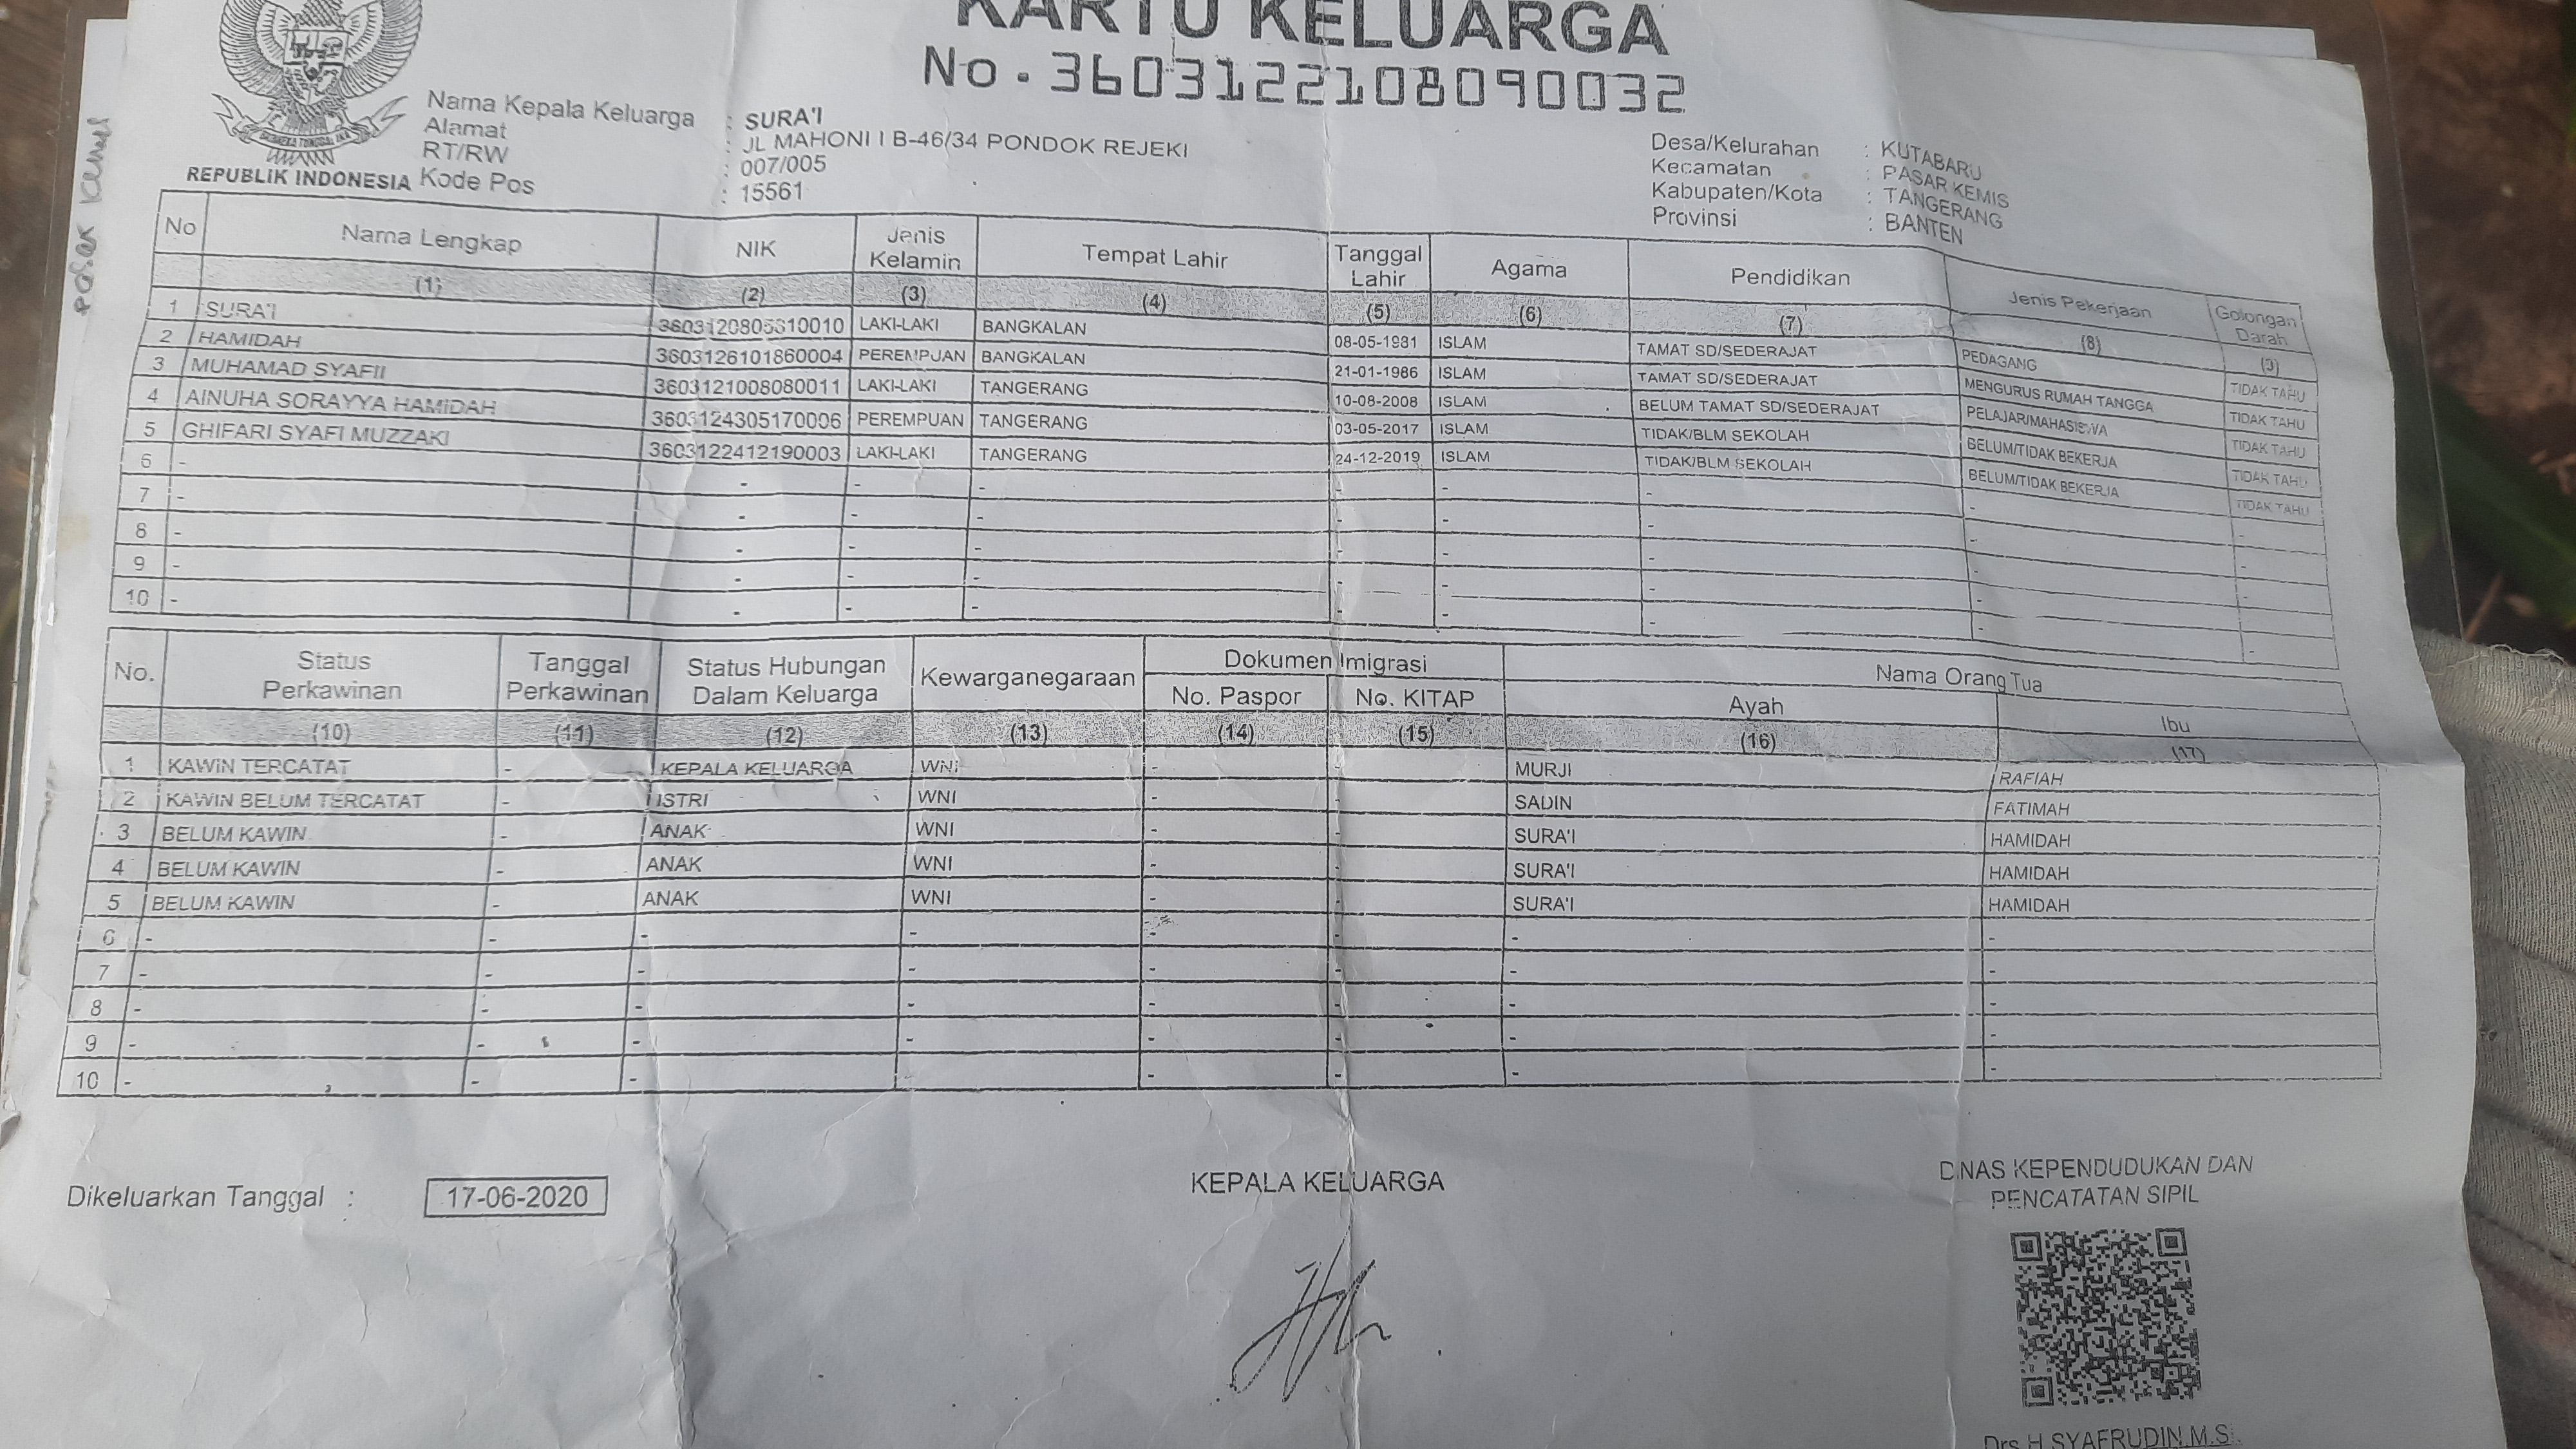 KARTU KELUARGA
No. 3603122108090032
REPUBLIK INDONESIA
Nama Kepala Keluarga : SURA'I
Alamat : JL MAHONI I B-46/34 PONDOK REJEKI
RT/RW : 007/005
Kode Pos : 15561
Desa/Kelurahan : KUTABARU
Kecamatan : PASAR KEMIS
Kabupaten/Kota : TANGERANG
Provinsi : BANTEN
No Nama Lengkap NIK Jenis Kelamin Tempat Lahir Tanggal Lahir Agama Pendidikan Jenis Pekerjaan Golongan Darah
(1) (2) (3) (4) (5) (6) (7) (8) (9)
1 SURA'I 3603120805810010 LAKI-LAKI BANGKALAN 08-05-1981 ISLAM TAMAT SD/SEDERAJAT PEDAGANG TIDAK TAHU
2 HAMIDAH 3603126101860004 PEREMPUAN BANGKALAN 21-01-1986 ISLAM TAMAT SD/SEDERAJAT MENGURUS RUMAH TANGGA TIDAK TAHU
3 MUHAMAD SYAFII 3603121008080011 LAKI-LAKI TANGERANG 10-08-2008 ISLAM BELUM TAMAT SD/SEDERAJAT PELAJAR/MAHASISWA TIDAK TAHU
4 AINUHA SORAYYA HAMIDAH 3603124305170006 PEREMPUAN TANGERANG 03-05-2017 ISLAM TIDAK/BLM SEKOLAH BELUM/TIDAK BEKERJA TIDAK TAHU
5 GHIFARI SYAFI MUZZAKI 3603122412190003 LAKI-LAKI TANGERANG 24-12-2019 ISLAM TIDAK/BLM SEKOLAH BELUM/TIDAK BEKERJA TIDAK TAHU
6 - - - - - - - - -
7 - - - - - - - - -
8 - - - - - - - - -
9 - - - - - - - - -
10 - - - - - - - - -
No. Status Perkawinan Tanggal Perkawinan Status Hubungan Dalam Keluarga Kewarganegaraan Dokumen Imigrasi Nama Orang Tua
No. Paspor No. KITAP Ayah Ibu
(10) (11) (12) (13) (14) (15) (16) (17)
1 KAWIN TERCATAT - KEPALA KELUARGA WNI - - MURJI RAFIAH
2 KAWIN BELUM TERCATAT - ISTRI WNI - - SADIN FATIMAH
3 BELUM KAWIN - ANAK WNI - - SURA'I HAMIDAH
4 BELUM KAWIN - ANAK WNI - - SURA'I HAMIDAH
5 BELUM KAWIN - ANAK WNI - - SURA'I HAMIDAH
6 - - - - - - - -
7 - - - - - - - -
8 - - - - - - - -
9 - - - - - - - -
10 - - - - - - - -
Dikeluarkan Tanggal : 17-06-2020
KEPALA KELUARGA
DINAS KEPENDUDUKAN DAN
PENCATATAN SIPIL
Drs.H.SYAFRUDIN,M.Si.